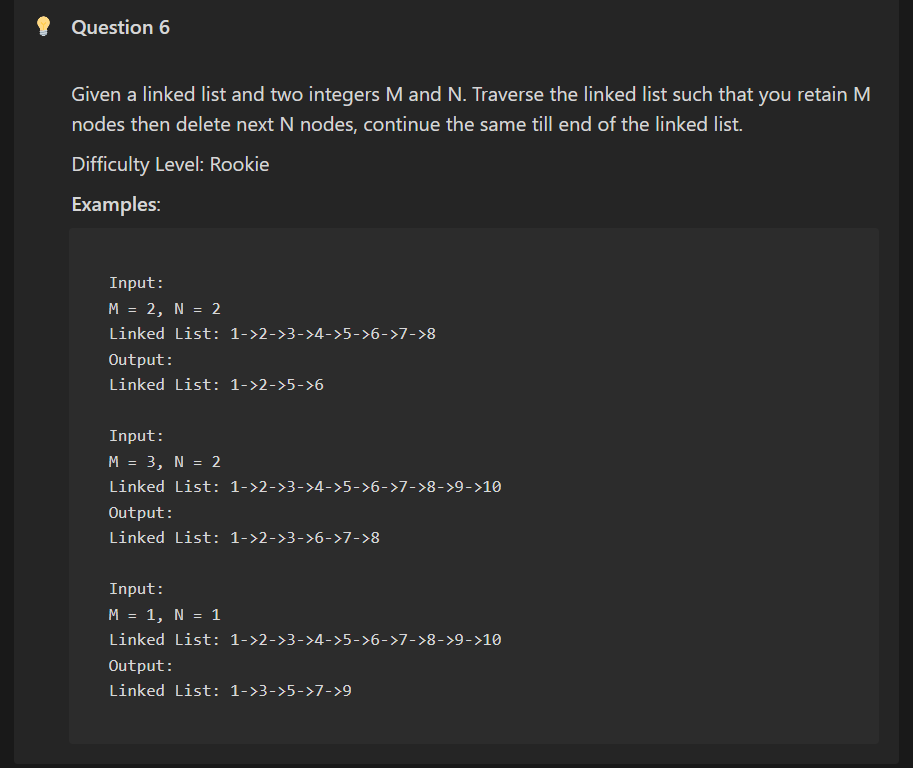 Question 6
Given a linked list and two integers M and N. Traverse the linked list such that you retain M
nodes then delete next N nodes, continue the same till end of the linked list.
Difficulty Level: Rookie
Examples:
Input:
M = 2, N = 2
Linked List: 1->2->3->4->5->6->7->8
Output:
Linked List: 1->2->5->6
Input:
M = 3, N = 2
Linked List: 1->2->3->4->5->6->7->8->9->10
Output:
Linked List: 1->2->3->6->7->8
Input:
M = 1, N = 1
Linked List: 1->2->3->4->5->6->7->8->9->10
Output:
Linked List: 1->3->5->7->9